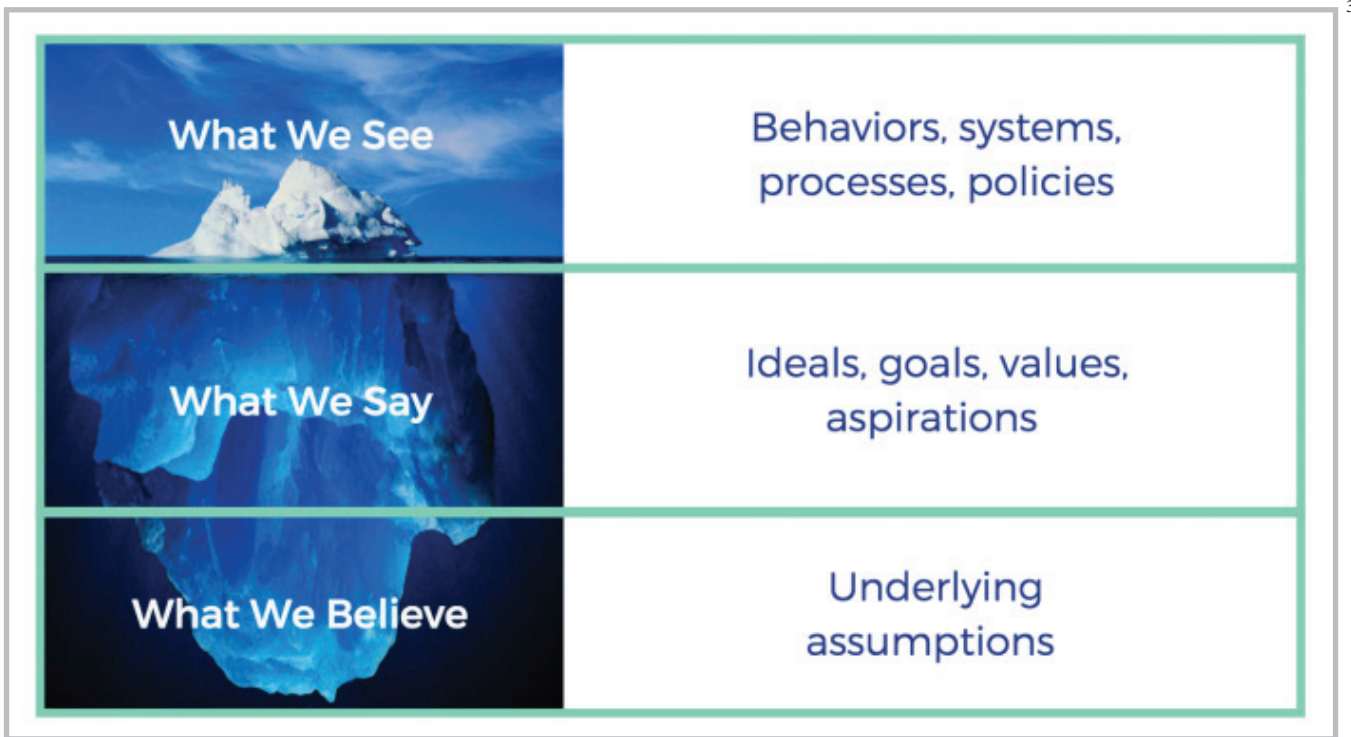 3
What We See
Behaviors, systems,
processes, policies
What We Say
Ideals, goals, values,
aspirations
What We Believe
Underlying
assumptions